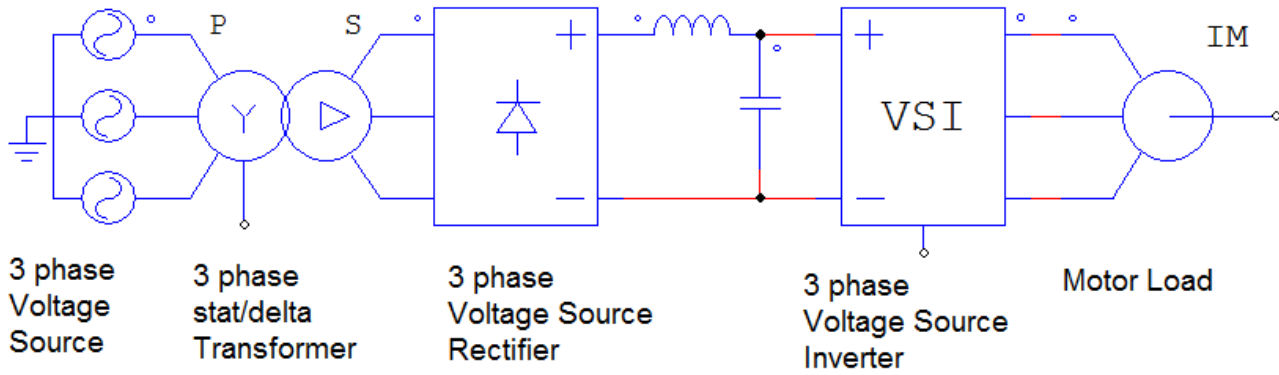 P
S
IM
+
+
VSI
−
−
3 phase
Voltage
Source
3 phase
stat/delta
Transformer
3 phase
Voltage Source
Rectifier
3 phase
Voltage Source
Inverter
Motor Load